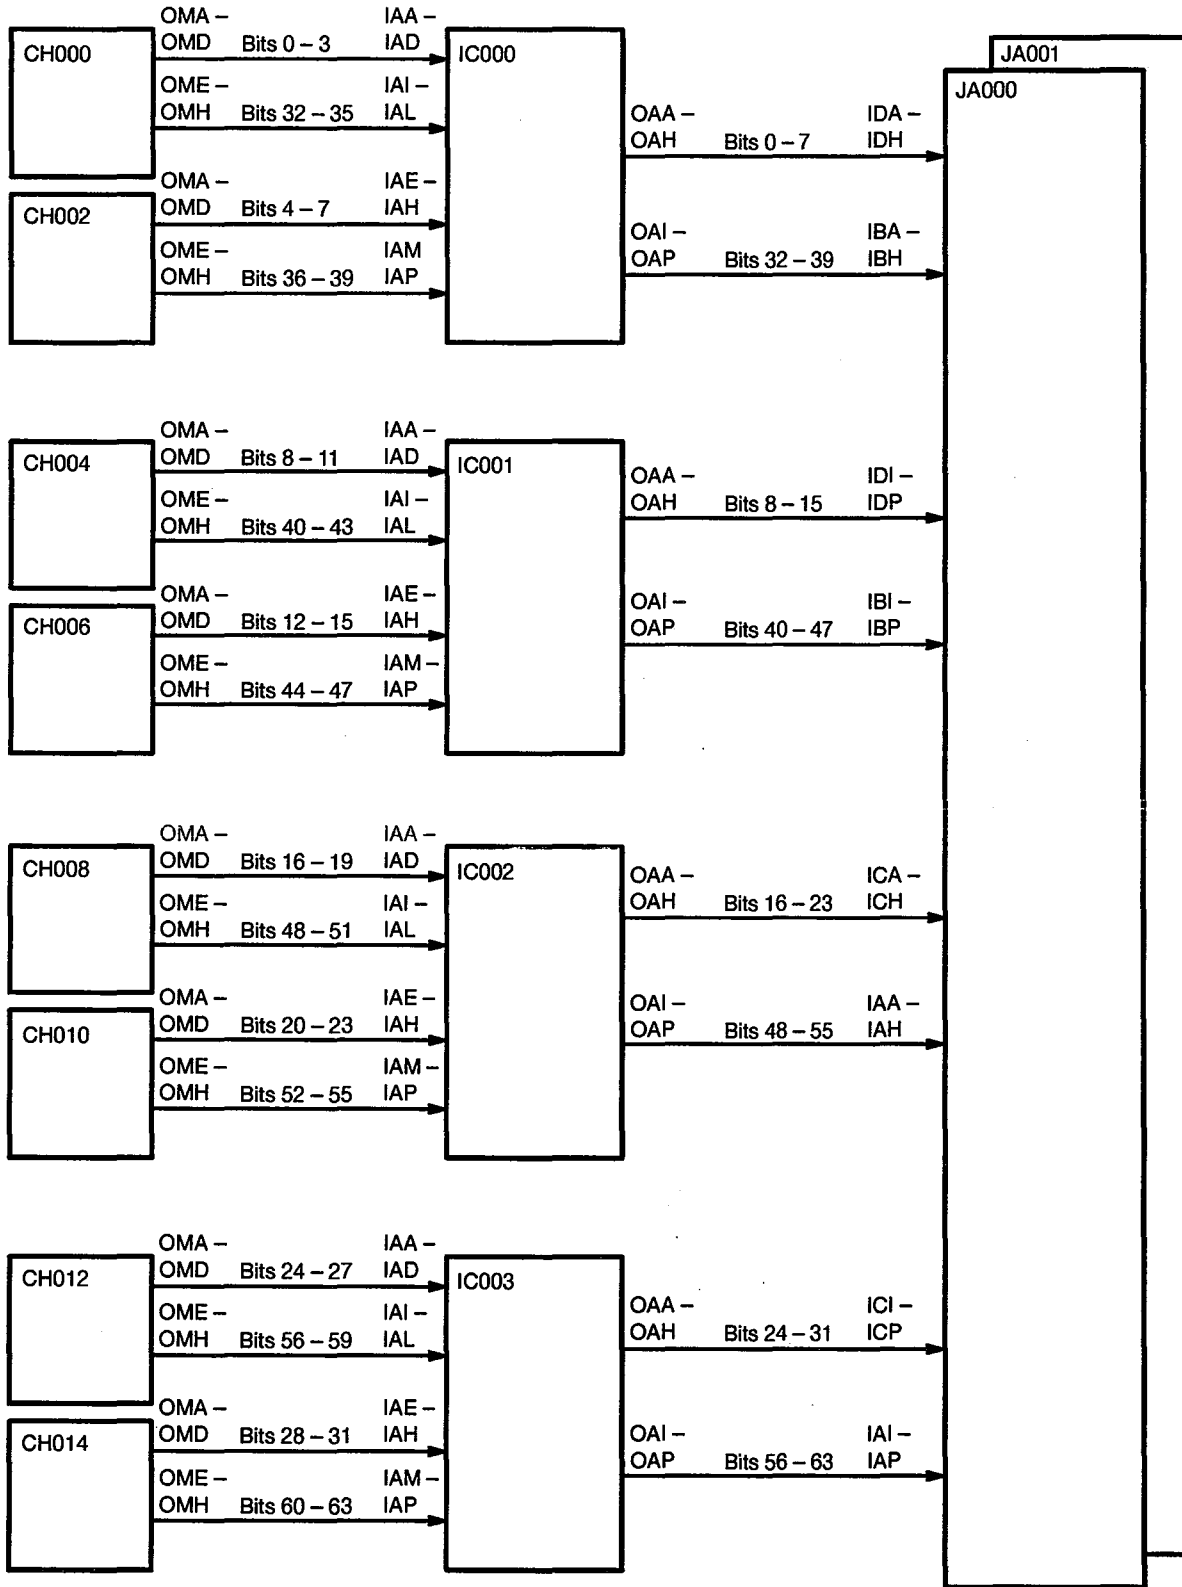 OMA – IAA –
CH000 OMD Bits 0 – 3 IAD IC000 JA001
OME – IAI – JA000
OMH Bits 32 – 35 IAL OAA – IDA –
OAH Bits 0 – 7 IDH
OMA – IAE –
CH002 OMD Bits 4 – 7 IAH
OME – IAM OAI – IBA –
OMH Bits 36 – 39 IAP OAP Bits 32 – 39 IBH
OMA – IAA –
CH004 OMD Bits 8 – 11 IAD IC001
OME – IAI – OAA – IDI –
OMH Bits 40 – 43 IAL OAH Bits 8 – 15 IDP
OMA – IAE –
CH006 OMD Bits 12 – 15 IAH OAI – IBI –
OME – IAM – OAP Bits 40 – 47 IBP
OMH Bits 44 – 47 IAP
OMA – IAA –
CH008 OMD Bits 16 – 19 IAD IC002
OME – IAI – OAA – ICA –
OMH Bits 48 – 51 IAL OAH Bits 16 – 23 ICH
OMA – IAE –
CH010 OMD Bits 20 – 23 IAH OAI – IAA –
OME – IAM – OAP Bits 48 – 55 IAH
OMH Bits 52 – 55 IAP
OMA – IAA –
CH012 OMD Bits 24 – 27 IAD IC003
OME – IAI – OAA – ICI –
OMH Bits 56 – 59 IAL OAH Bits 24 – 31 ICP
OMA – IAE –
CH014 OMD Bits 28 – 31 IAH OAI – IAI –
OME – IAM – OAP Bits 56 – 63 IAP
OMH Bits 60 – 63 IAP